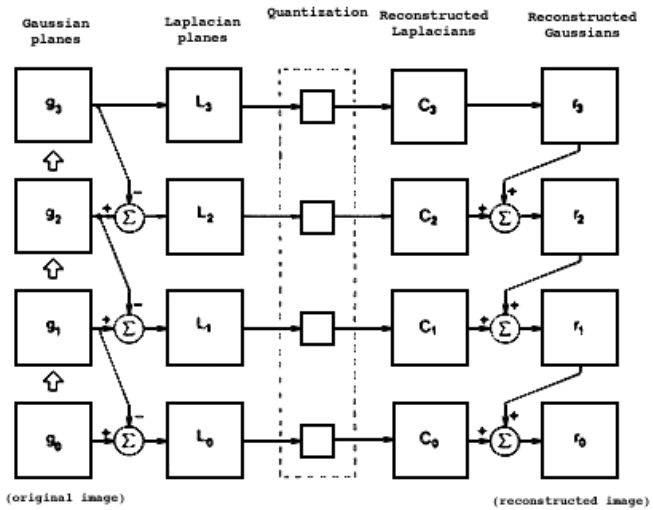 Gaussian planes
Laplacian planes
Quantization
Reconstructed Laplacians
Reconstructed Gaussians
g3 L3 C3 r3
− +
g2 + Σ L2 C2 + Σ r2
− +
g1 + Σ L1 C1 + Σ r1
− +
g0 + Σ L0 C0 + Σ r0
(original image) (reconstructed image)